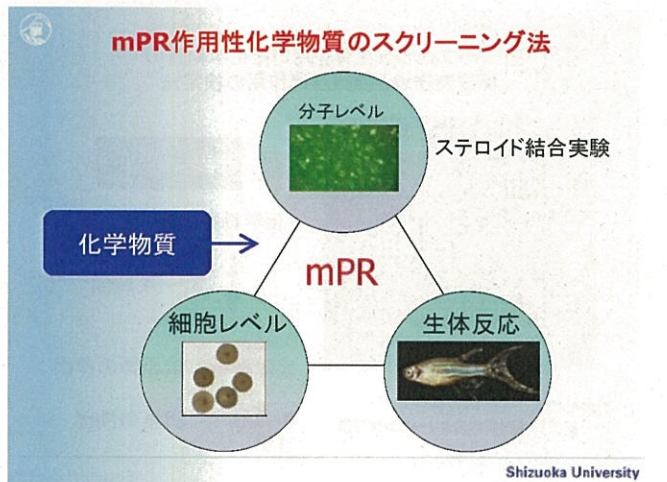 mPR作用性化学物質のスクリーニング法
分子レベル
ステロイド結合実験
化学物質
mPR
細胞レベル
生体反応
Shizuoka University